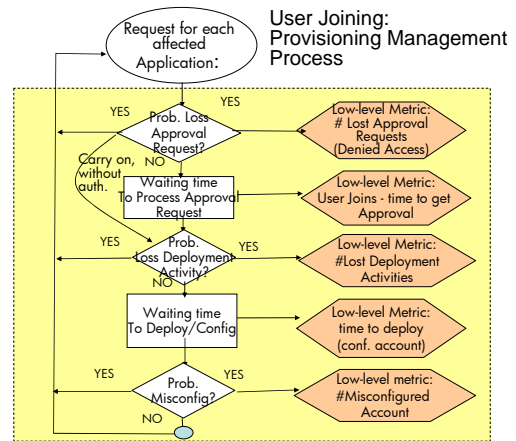 User Joining:
Provisioning Management
Process
Request for each
affected
Application:
YES
YES
Prob. Loss
Approval
Request?
Low-level Metric:
# Lost Approval
Requests
(Denied Access)
Carry on,
without
auth.
NO
Waiting time
To Process Approval
Request
Low-level Metric:
User Joins - time to get
Approval
YES
Prob.
Loss Deployment
Activity?
YES
Low-level Metric:
#Lost Deployment
Activities
NO
Waiting time
To Deploy/Config
Low-level Metric:
time to deploy
(conf. account)
YES
Prob.
Misconfig?
YES
Low-level metric:
#Misconfigured
Account
NO